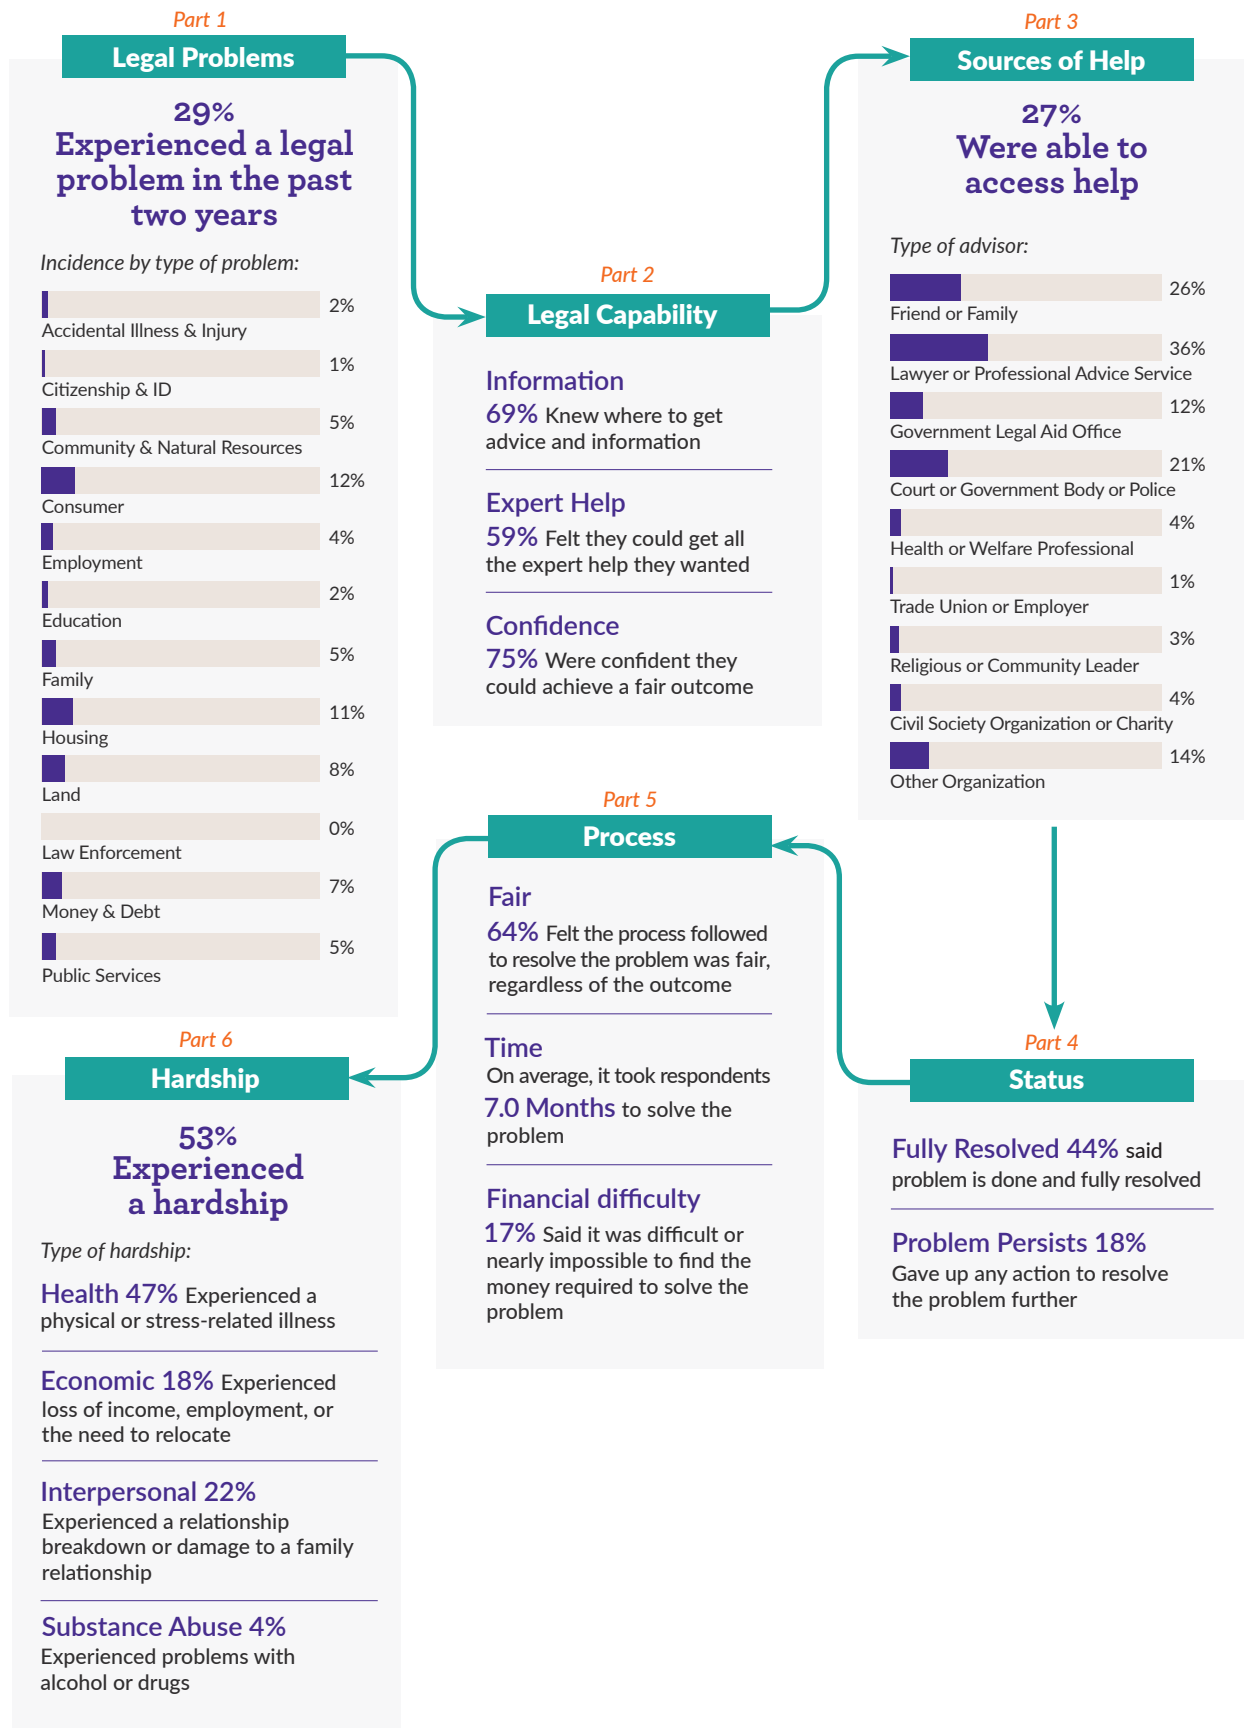 Part 1
Legal Problems
29%
Experienced a legal
problem in the past
two years
Incidence by type of problem:
2%
Accidental Illness & Injury
1%
Citizenship & ID
5%
Community & Natural Resources
12%
Consumer
4%
Employment
2%
Education
5%
Family
11%
Housing
8%
Land
0%
Law Enforcement
7%
Money & Debt
5%
Public Services
Part 2
Legal Capability
Information
69% Knew where to get
advice and information
Expert Help
59% Felt they could get all
the expert help they wanted
Confidence
75% Were confident they
could achieve a fair outcome
Part 3
Sources of Help
27%
Were able to
access help
Type of advisor:
26%
Friend or Family
36%
Lawyer or Professional Advice Service
12%
Government Legal Aid Office
21%
Court or Government Body or Police
4%
Health or Welfare Professional
1%
Trade Union or Employer
3%
Religious or Community Leader
4%
Civil Society Organization or Charity
14%
Other Organization
Part 4
Status
Fully Resolved 44% said
problem is done and fully resolved
Problem Persists 18%
Gave up any action to resolve
the problem further
Part 5
Process
Fair
64% Felt the process followed
to resolve the problem was fair,
regardless of the outcome
Time
On average, it took respondents
7.0 Months to solve the
problem
Financial difficulty
17% Said it was difficult or
nearly impossible to find the
money required to solve the
problem
Part 6
Hardship
53%
Experienced
a hardship
Type of hardship:
Health 47% Experienced a
physical or stress-related illness
Economic 18% Experienced
loss of income, employment, or
the need to relocate
Interpersonal 22%
Experienced a relationship
breakdown or damage to a family
relationship
Substance Abuse 4%
Experienced problems with
alcohol or drugs